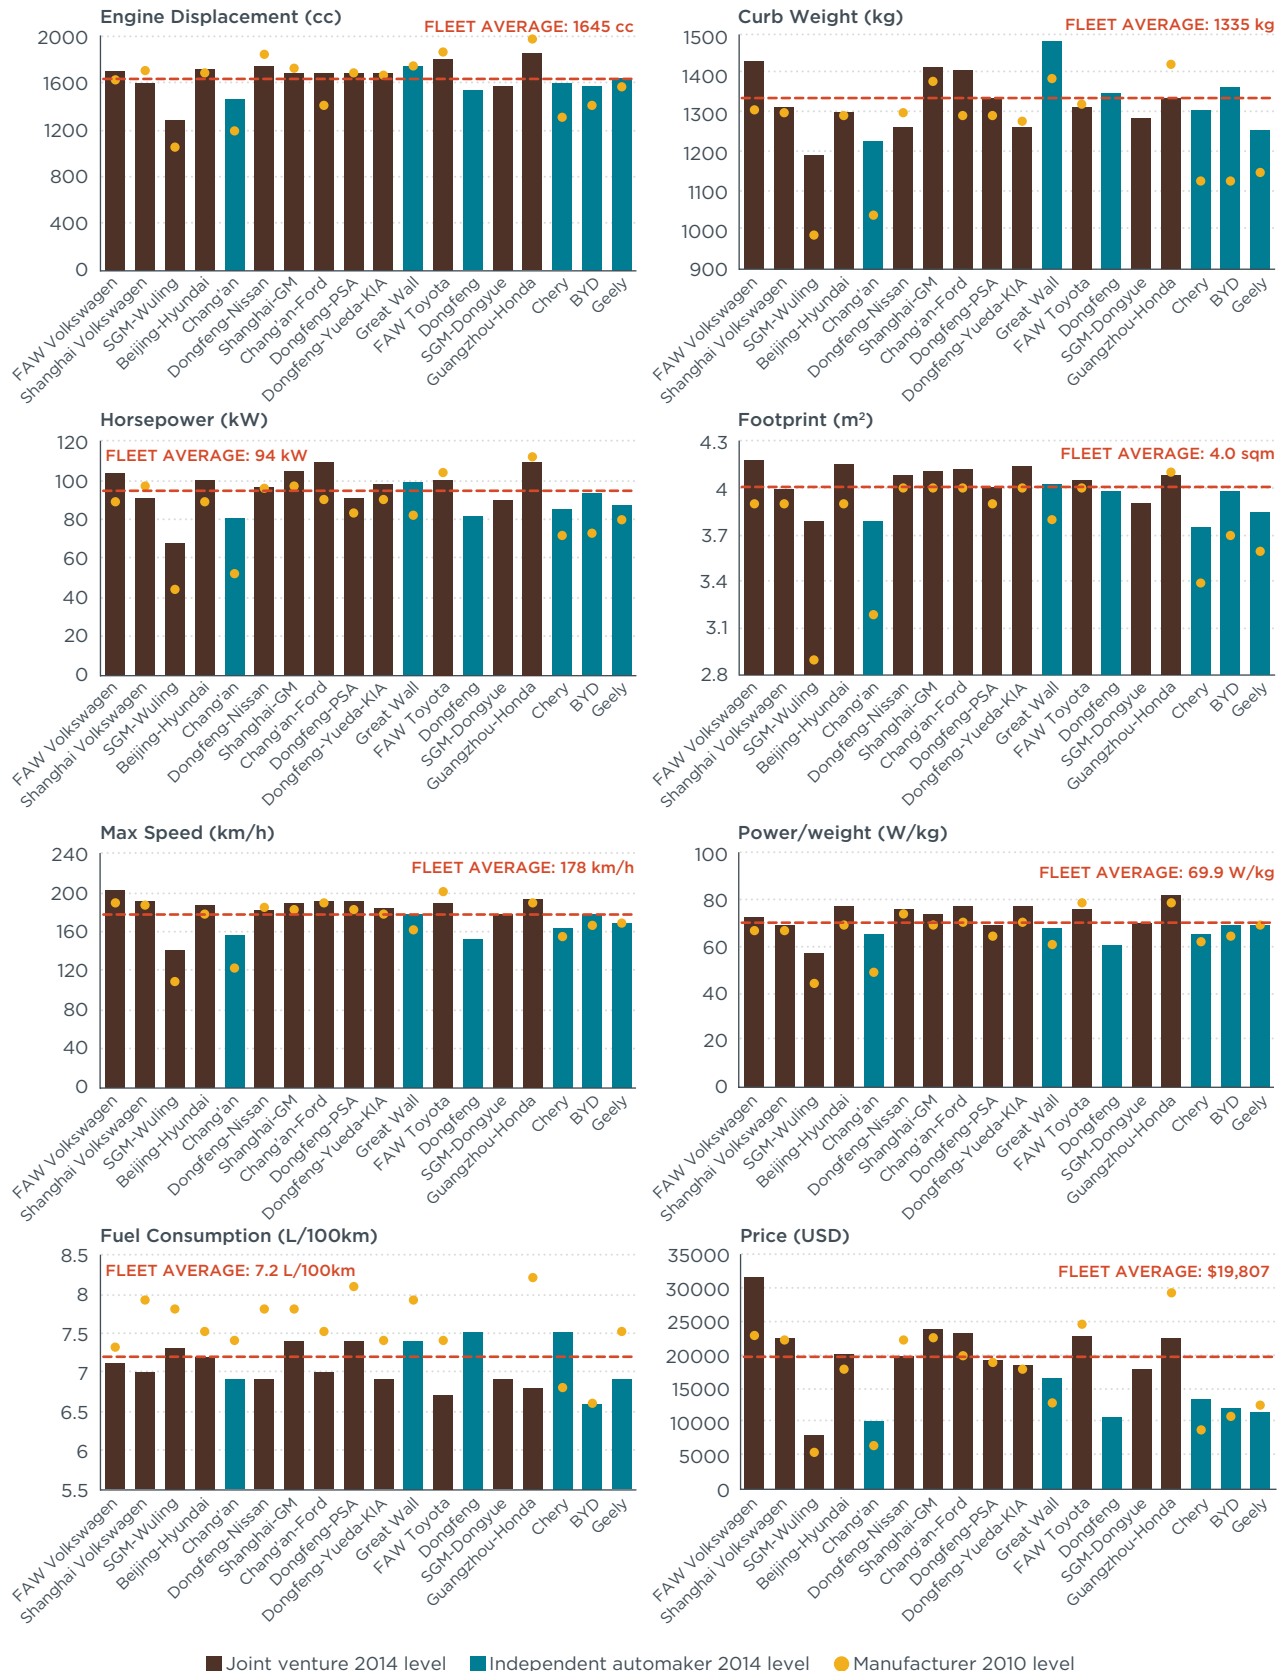 Engine Displacement (cc)
FLEET AVERAGE: 1645 cc
2000
1600
1200
800
400
0
FAW Volkswagen
Shanghai Volkswagen
SGM-Wuling
Beijing-Hyundai
Chang'an
Dongfeng-Nissan
Shanghai-GM
Chang'an-Ford
Dongfeng-PSA
Dongfeng-Yueda-KIA
Great Wall
FAW Toyota
Dongfeng
SGM-Dongyue
Guangzhou-Honda
Chery
BYD
Geely
Curb Weight (kg)
FLEET AVERAGE: 1335 kg
1500
1400
1300
1200
1100
1000
900
FAW Volkswagen
Shanghai Volkswagen
SGM-Wuling
Beijing-Hyundai
Chang'an
Dongfeng-Nissan
Shanghai-GM
Chang'an-Ford
Dongfeng-PSA
Dongfeng-Yueda-KIA
Great Wall
FAW Toyota
Dongfeng
SGM-Dongyue
Guangzhou-Honda
Chery
BYD
Geely
Horsepower (kW)
FLEET AVERAGE: 94 kW
120
100
80
60
40
20
0
FAW Volkswagen
Shanghai Volkswagen
SGM-Wuling
Beijing-Hyundai
Chang'an
Dongfeng-Nissan
Shanghai-GM
Chang'an-Ford
Dongfeng-PSA
Dongfeng-Yueda-KIA
Great Wall
FAW Toyota
Dongfeng
SGM-Dongyue
Guangzhou-Honda
Chery
BYD
Geely
Footprint (m²)
FLEET AVERAGE: 4.0 sqm
4.3
4
3.7
3.4
3.1
2.8
FAW Volkswagen
Shanghai Volkswagen
SGM-Wuling
Beijing-Hyundai
Chang'an
Dongfeng-Nissan
Shanghai-GM
Chang'an-Ford
Dongfeng-PSA
Dongfeng-Yueda-KIA
Great Wall
FAW Toyota
Dongfeng
SGM-Dongyue
Guangzhou-Honda
Chery
BYD
Geely
Max Speed (km/h)
FLEET AVERAGE: 178 km/h
240
200
160
120
80
40
0
FAW Volkswagen
Shanghai Volkswagen
SGM-Wuling
Beijing-Hyundai
Chang'an
Dongfeng-Nissan
Shanghai-GM
Chang'an-Ford
Dongfeng-PSA
Dongfeng-Yueda-KIA
Great Wall
FAW Toyota
Dongfeng
SGM-Dongyue
Guangzhou-Honda
Chery
BYD
Geely
Power/weight (W/kg)
FLEET AVERAGE: 69.9 W/kg
100
80
60
40
20
0
FAW Volkswagen
Shanghai Volkswagen
SGM-Wuling
Beijing-Hyundai
Chang'an
Dongfeng-Nissan
Shanghai-GM
Chang'an-Ford
Dongfeng-PSA
Dongfeng-Yueda-KIA
Great Wall
FAW Toyota
Dongfeng
SGM-Dongyue
Guangzhou-Honda
Chery
BYD
Geely
Fuel Consumption (L/100km)
FLEET AVERAGE: 7.2 L/100km
8.5
8
7.5
7
6.5
6
5.5
FAW Volkswagen
Shanghai Volkswagen
SGM-Wuling
Beijing-Hyundai
Chang'an
Dongfeng-Nissan
Shanghai-GM
Chang'an-Ford
Dongfeng-PSA
Dongfeng-Yueda-KIA
Great Wall
FAW Toyota
Dongfeng
SGM-Dongyue
Guangzhou-Honda
Chery
BYD
Geely
Price (USD)
FLEET AVERAGE: $19,807
35000
30000
25000
20000
15000
10000
5000
0
FAW Volkswagen
Shanghai Volkswagen
SGM-Wuling
Beijing-Hyundai
Chang'an
Dongfeng-Nissan
Shanghai-GM
Chang'an-Ford
Dongfeng-PSA
Dongfeng-Yueda-KIA
Great Wall
FAW Toyota
Dongfeng
SGM-Dongyue
Guangzhou-Honda
Chery
BYD
Geely
Joint venture 2014 level
Independent automaker 2014 level
Manufacturer 2010 level